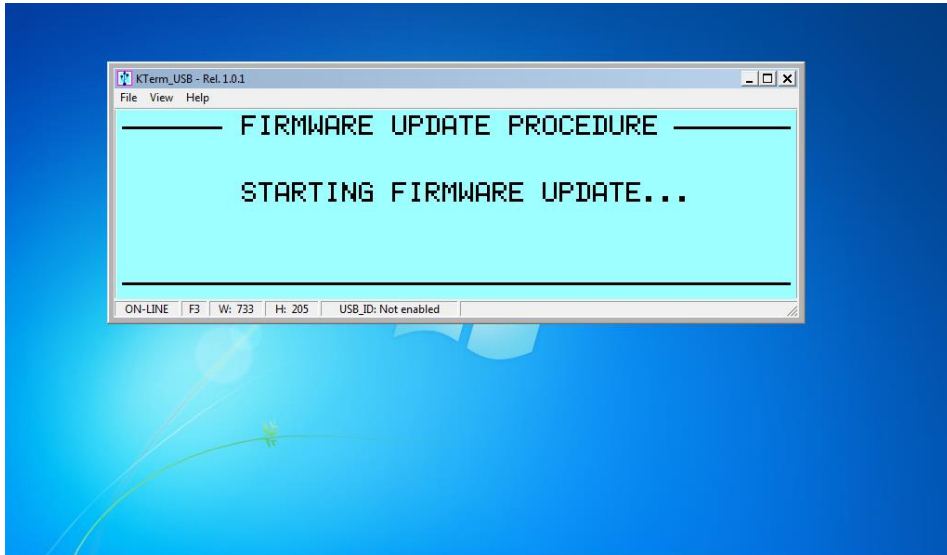 KTerm_USB - Rel. 1.0.1
File View Help
FIRMWARE UPDATE PROCEDURE
STARTING FIRMWARE UPDATE...
ON-LINE F3 W: 733 H: 205 USB_ID: Not enabled